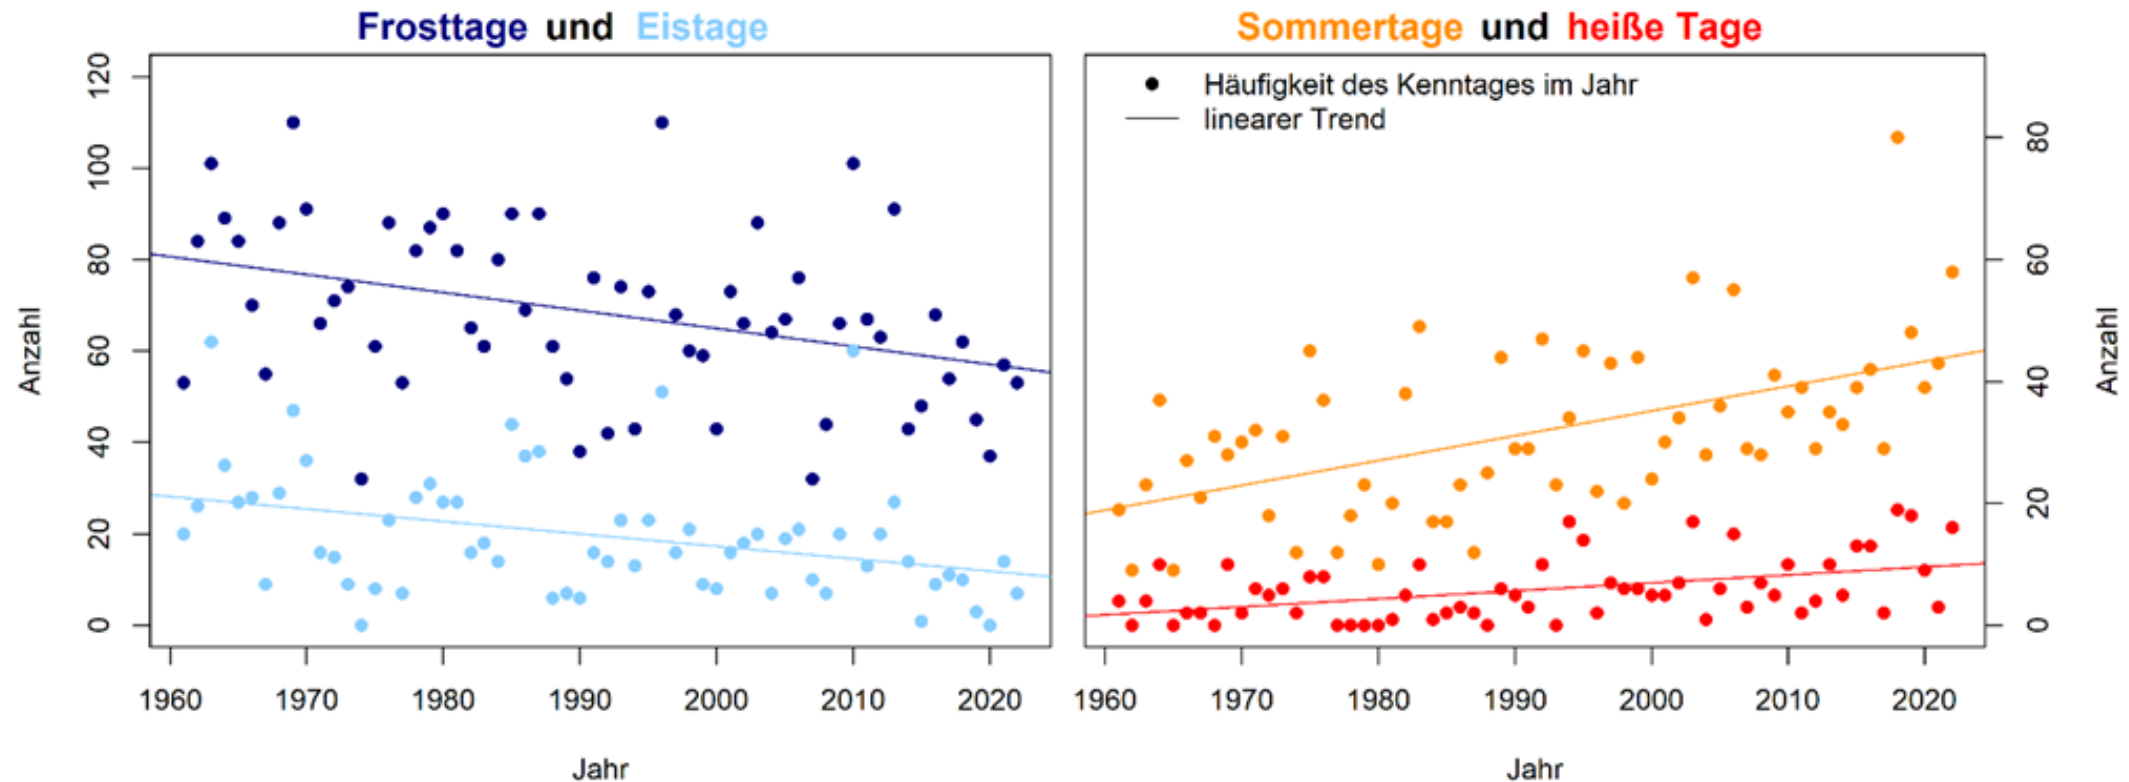 Frosttage und Eistage
Anzahl
120
100
80
60
40
20
0
1960 1970 1980 1990 2000 2010 2020
Jahr
Sommertage und heiße Tage
Häufigkeit des Kenntages im Jahr
linearer Trend
80
60
40
20
0
Anzahl
1960 1970 1980 1990 2000 2010 2020
Jahr